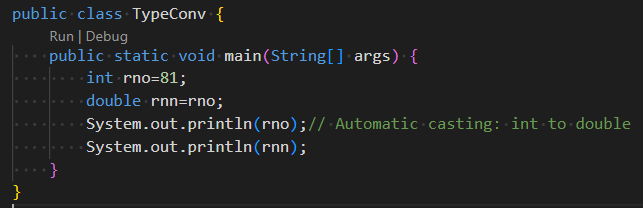 public class TypeConv {
Run | Debug
    public static void main(String[] args) {
        int rno=81;
        double rnn=rno;
        System.out.println(rno);// Automatic casting: int to double
        System.out.println(rnn);
    }
}